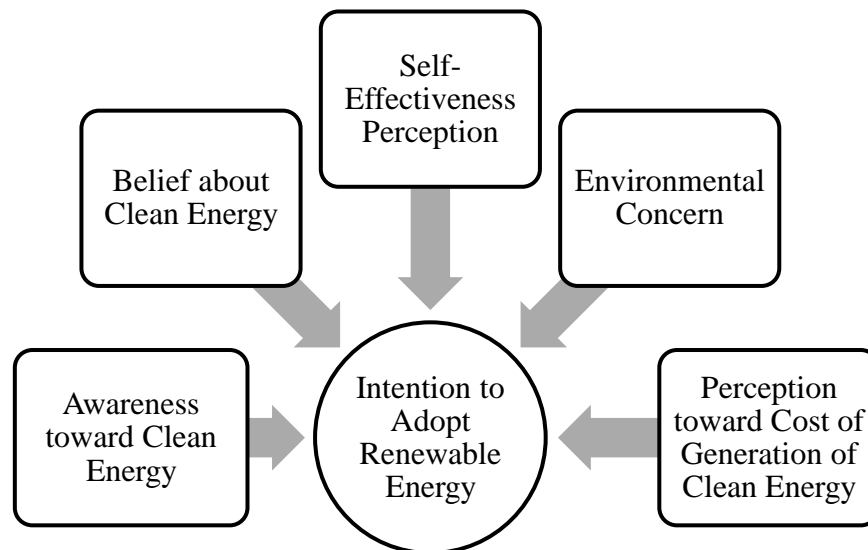 Self-
Effectiveness
Perception
Belief about
Clean Energy
Environmental
Concern
Awareness
toward Clean
Energy
Intention to
Adopt
Renewable
Energy
Perception
toward Cost of
Generation of
Clean Energy